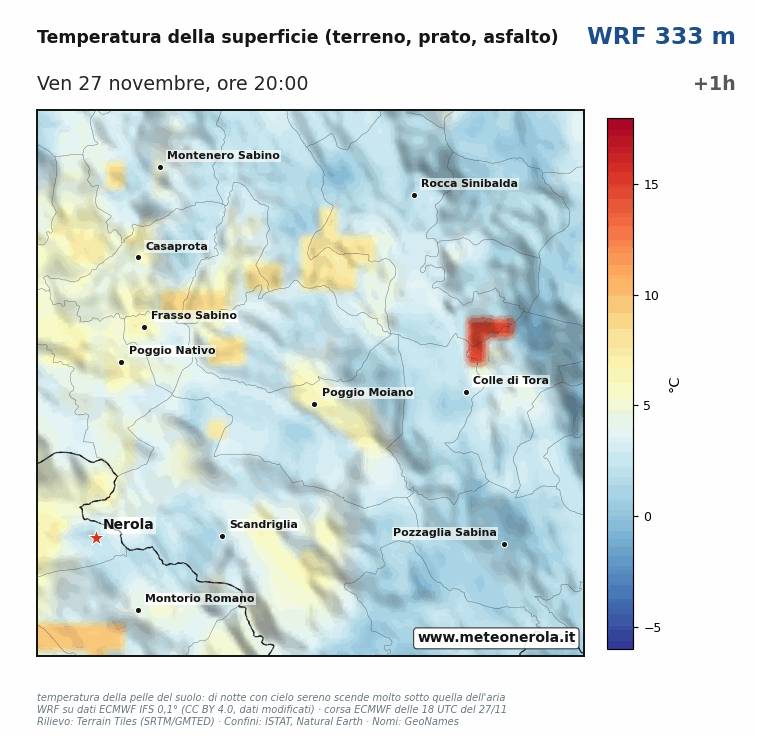 Temperatura della superficie (terreno, prato, asfalto) WRF 333 m
Ven 27 novembre, ore 20:00 +1h
Montenero Sabino
Rocca Sinibalda
Casaprota
Frasso Sabino
Poggio Nativo
Colle di Tora
Poggio Moiano
Nerola
Scandriglia
Pozzaglia Sabina
Montorio Romano
www.meteonerola.it
15
10
5
0
−5
°C
temperatura della pelle del suolo: di notte con cielo sereno scende molto sotto quella dell'aria
WRF su dati ECMWF IFS 0,1° (CC BY 4.0, dati modificati) · corsa ECMWF delle 18 UTC del 27/11
Rilievo: Terrain Tiles (SRTM/GMTED) · Confini: ISTAT, Natural Earth · Nomi: GeoNames